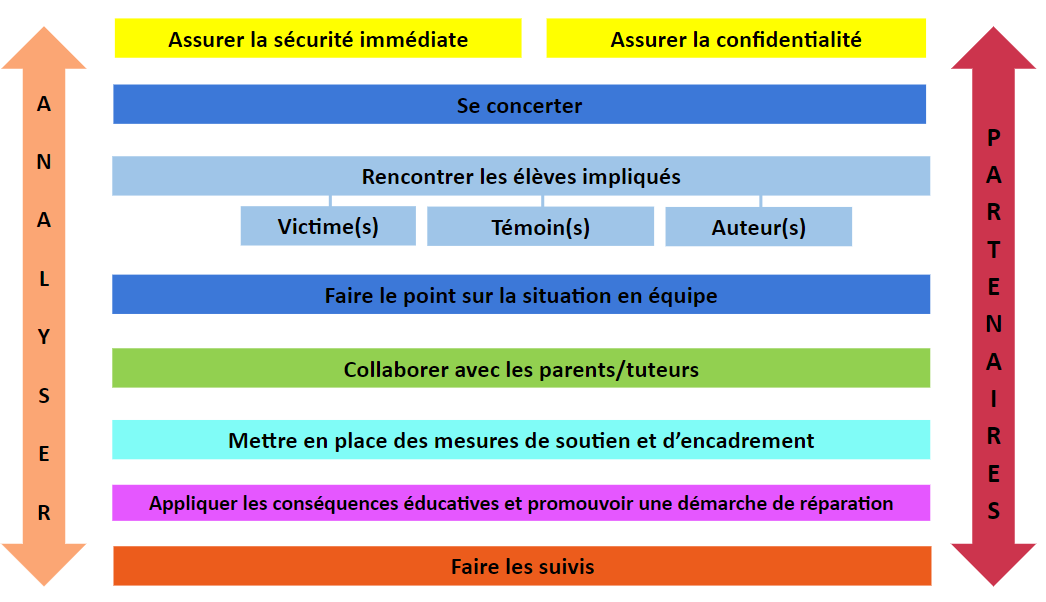 Assurer la sécurité immédiate
Assurer la confidentialité
Se concerter
Rencontrer les élèves impliqués
Victime(s)
Témoin(s)
Auteur(s)
Faire le point sur la situation en équipe
Collaborer avec les parents/tuteurs
Mettre en place des mesures de soutien et d’encadrement
Appliquer les conséquences éducatives et promouvoir une démarche de réparation
Faire les suivis
ANALYSER
PARTENAIRES